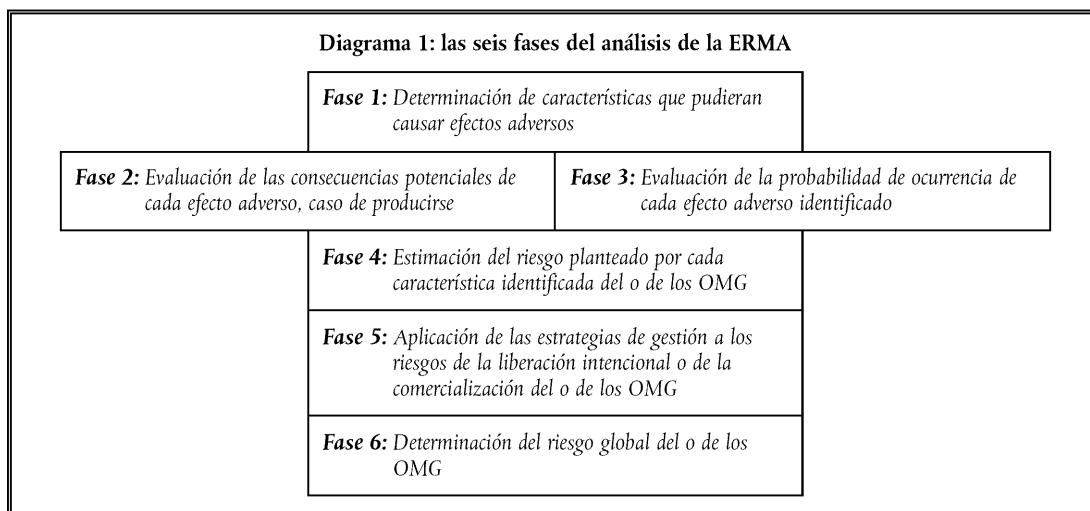 Diagrama 1: las seis fases del análisis de la ERMA
Fase 1: Determinación de características que pudieran
causar efectos adversos
Fase 2: Evaluación de las consecuencias potenciales de
cada efecto adverso, caso de producirse
Fase 3: Evaluación de la probabilidad de ocurrencia de
cada efecto adverso identificado
Fase 4: Estimación del riesgo planteado por cada
característica identificada del o de los OMG
Fase 5: Aplicación de las estrategias de gestión a los
riesgos de la liberación intencional o de la
comercialización del o de los OMG
Fase 6: Determinación del riesgo global del o de los
OMG